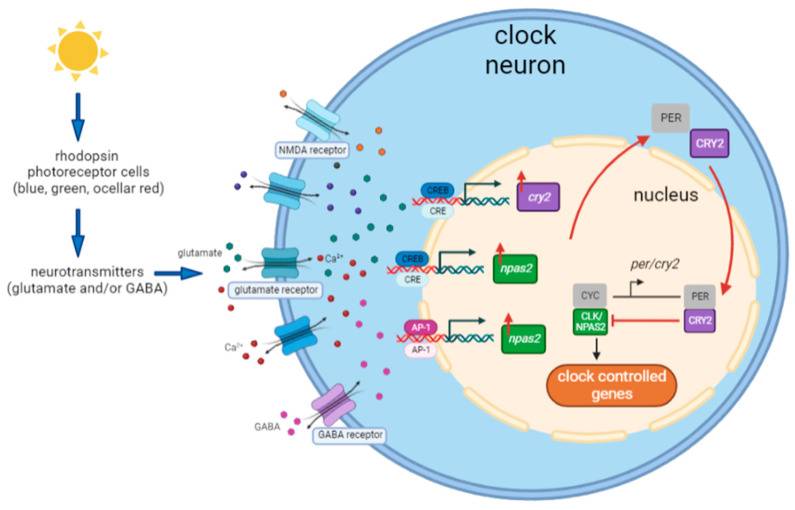 clock
neuron
rhodopsin
photoreceptor cells
(blue, green, ocellar red)
neurotransmitters
(glutamate and/or GABA)
NMDA receptor
glutamate
Ca²⁺
glutamate receptor
Ca²⁺
GABA
GABA receptor
CREB
CRE
cry2
CREB
CRE
npas2
AP-1
AP-1
npas2
PER
CRY2
nucleus
per/cry2
CYC
CLK/
NPAS2
PER
CRY2
clock controlled
genes